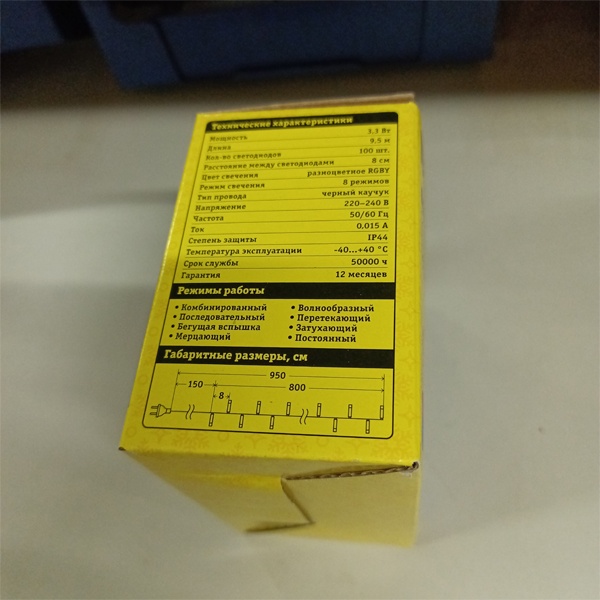 Технические характеристики
Мощность 3.3 Вт
Длина 9.5 м
Кол-во светодиодов 100 шт.
Расстояние между светодиодами 8 см
Цвет свечения разноцветное RGBY
Режим свечения 8 режимов
Тип провода черный каучук
Напряжение 220–240 В
Частота 50/60 Гц
Ток 0.015 А
Степень защиты IP44
Температура эксплуатации -40...+40 °C
Срок службы 50000 ч
Гарантия 12 месяцев
Режимы работы
• Комбинированный
• Последовательный
• Бегущая вспышка
• Мерцающий
• Волнообразный
• Перетекающий
• Затухающий
• Постоянный
Габаритные размеры, см
950
150 800
8